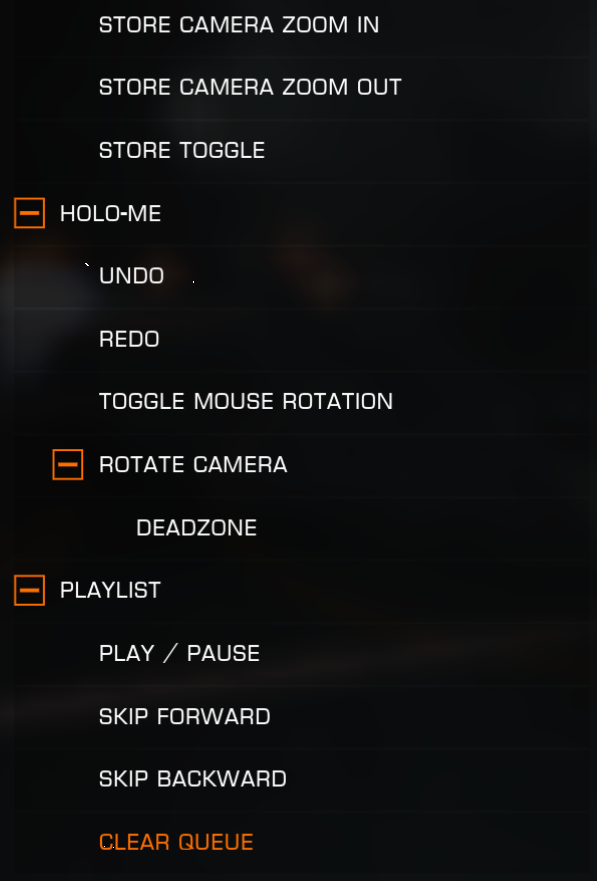 STORE CAMERA ZOOM IN
STORE CAMERA ZOOM OUT
STORE TOGGLE
HOLO-ME
UNDO
REDO
TOGGLE MOUSE ROTATION
ROTATE CAMERA
DEADZONE
PLAYLIST
PLAY / PAUSE
SKIP FORWARD
SKIP BACKWARD
CLEAR QUEUE